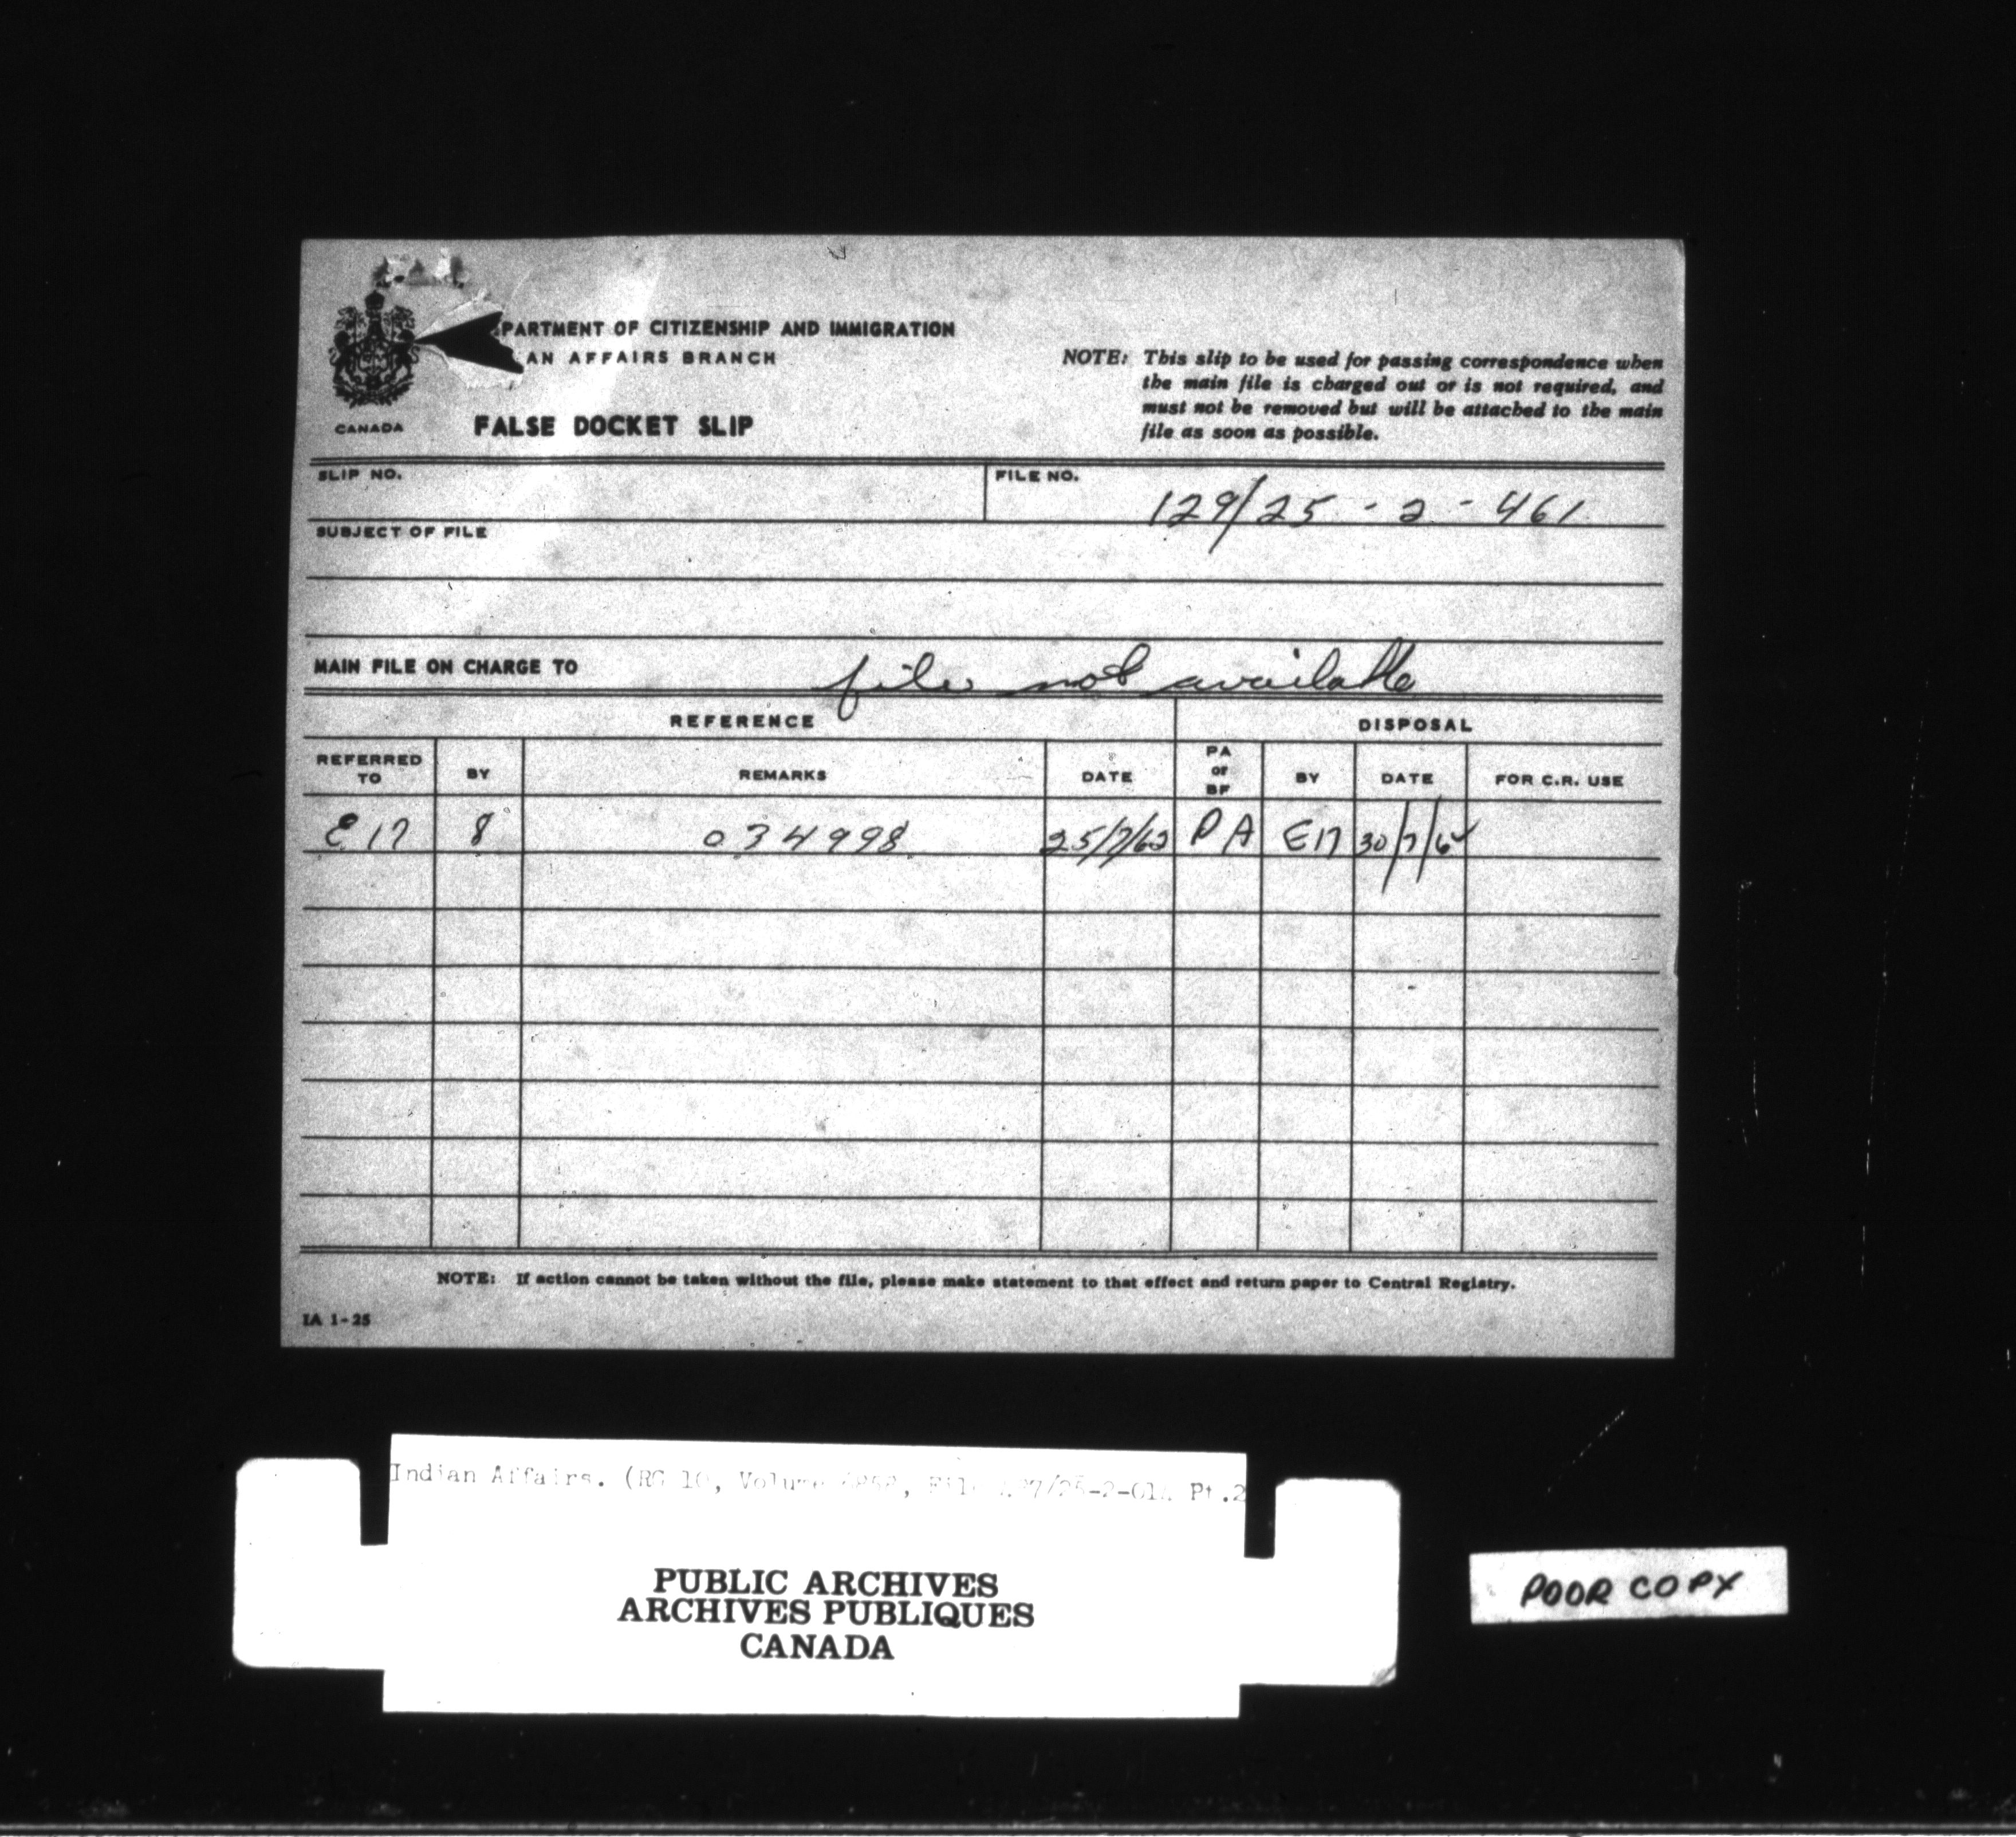 PARTMENT OF CITIZENSHIP AND IMMIGRATION
AN AFFAIRS BRANCH
CANADA
FALSE DOCKET SLIP
NOTE: This slip to be used for passing correspondence when
the main file is charged out or is not required, and
must not be removed but will be attached to the main
file as soon as possible.
SLIP NO.
FILE NO. 129/25 - 2 - 461
SUBJECT OF FILE
MAIN FILE ON CHARGE TO file not available
REFERENCE DISPOSAL
REFERRED TO BY REMARKS DATE PA or BF BY DATE FOR C.R. USE
E17 8 034998 25/7/62 PA E17 30/7/62
NOTE: If action cannot be taken without the file, please make statement to that effect and return paper to Central Registry.
IA 1-25
Indian Affairs. (RG 10, Volume Pt.2
PUBLIC ARCHIVES
ARCHIVES PUBLIQUES
CANADA
POOR COPY